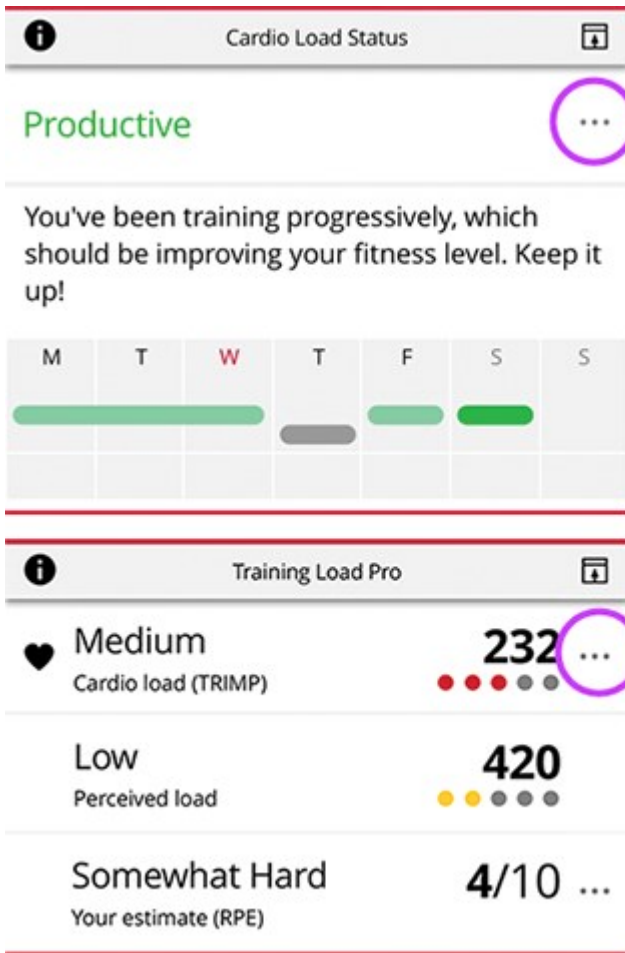 Cardio Load Status
Productive
...
You've been training progressively, which
should be improving your fitness level. Keep it
up!
M T W T F S S
Training Load Pro
Medium 232 ...
Cardio load (TRIMP)
Low 420
Perceived load
Somewhat Hard 4/10 ...
Your estimate (RPE)